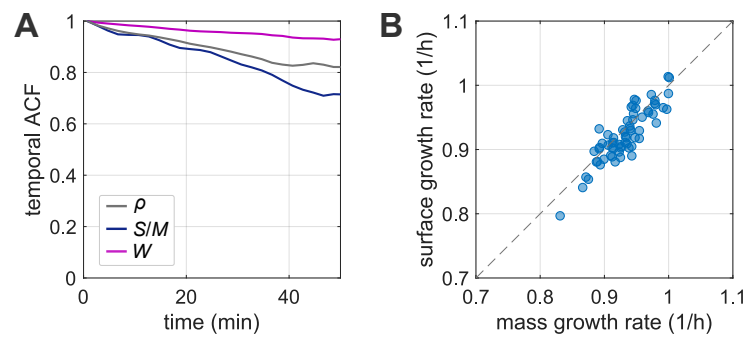 A
temporal ACF
1
0.8
0.6
0.4
0.2
0
ρ
S/M
W
0
20
40
time (min)
B
surface growth rate (1/h)
1.1
1
0.9
0.8
0.7
0.7
0.8
0.9
1
1.1
mass growth rate (1/h)